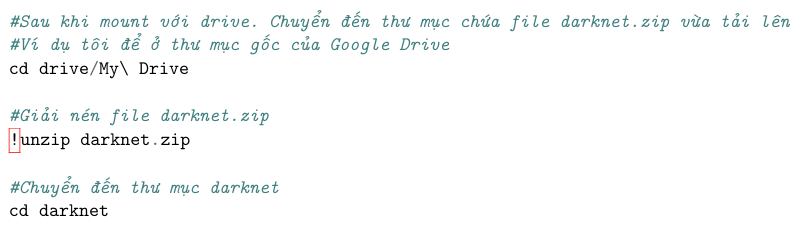 #Sau khi mount với drive. Chuyển đến thư mục chứa file darknet.zip vừa tải lên
#Ví dụ tôi để ở thư mục gốc của Google Drive
cd drive/My\ Drive
#Giải nén file darknet.zip
!unzip darknet.zip
#Chuyển đến thư mục darknet
cd darknet